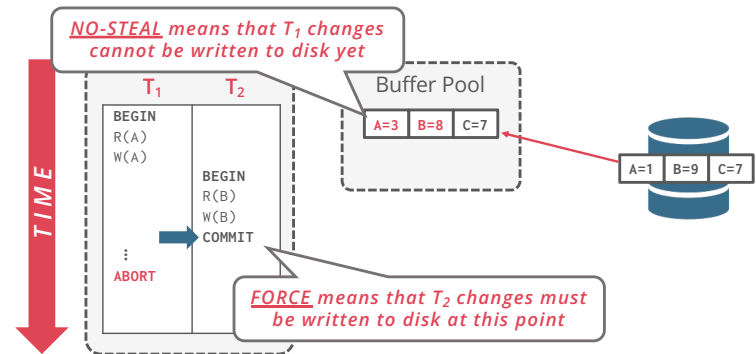 NO-STEAL means that T₁ changes
cannot be written to disk yet
TIME
T₁ T₂
BEGIN
R(A)
W(A)
⋮
ABORT
BEGIN
R(B)
W(B)
COMMIT
Buffer Pool
A=3 B=8 C=7
A=1 B=9 C=7
FORCE means that T₂ changes must
be written to disk at this point